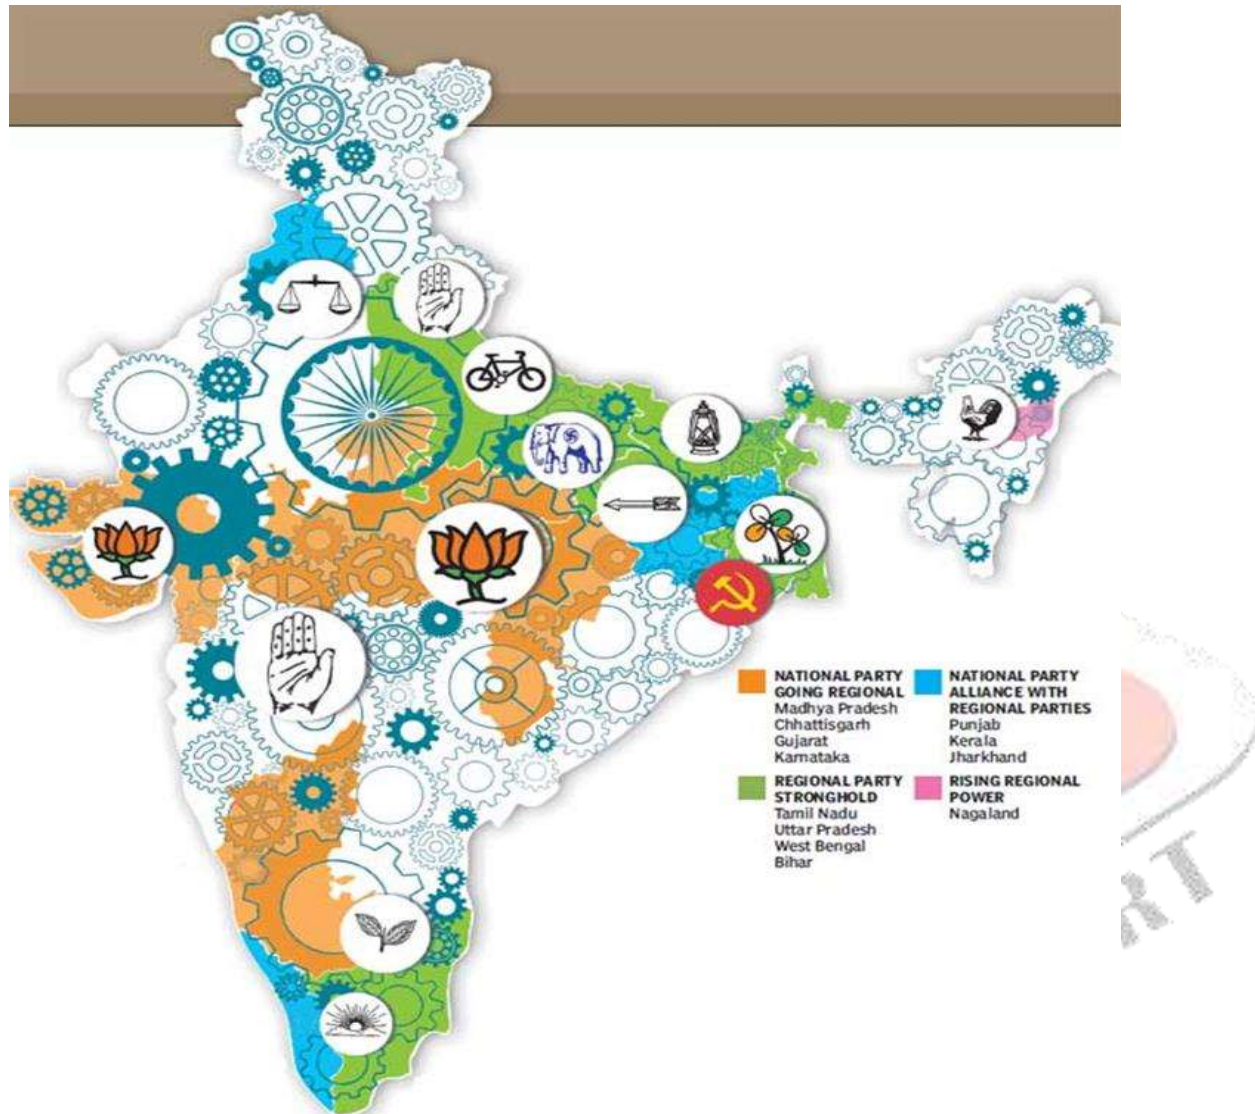 NATIONAL PARTY
GOING REGIONAL
Madhya Pradesh
Chhattisgarh
Gujarat
Karnataka
REGIONAL PARTY
STRONGHOLD
Tamil Nadu
Uttar Pradesh
West Bengal
Bihar
NATIONAL PARTY
ALLIANCE WITH
REGIONAL PARTIES
Punjab
Kerala
Jharkhand
RISING REGIONAL
POWER
Nagaland
RT